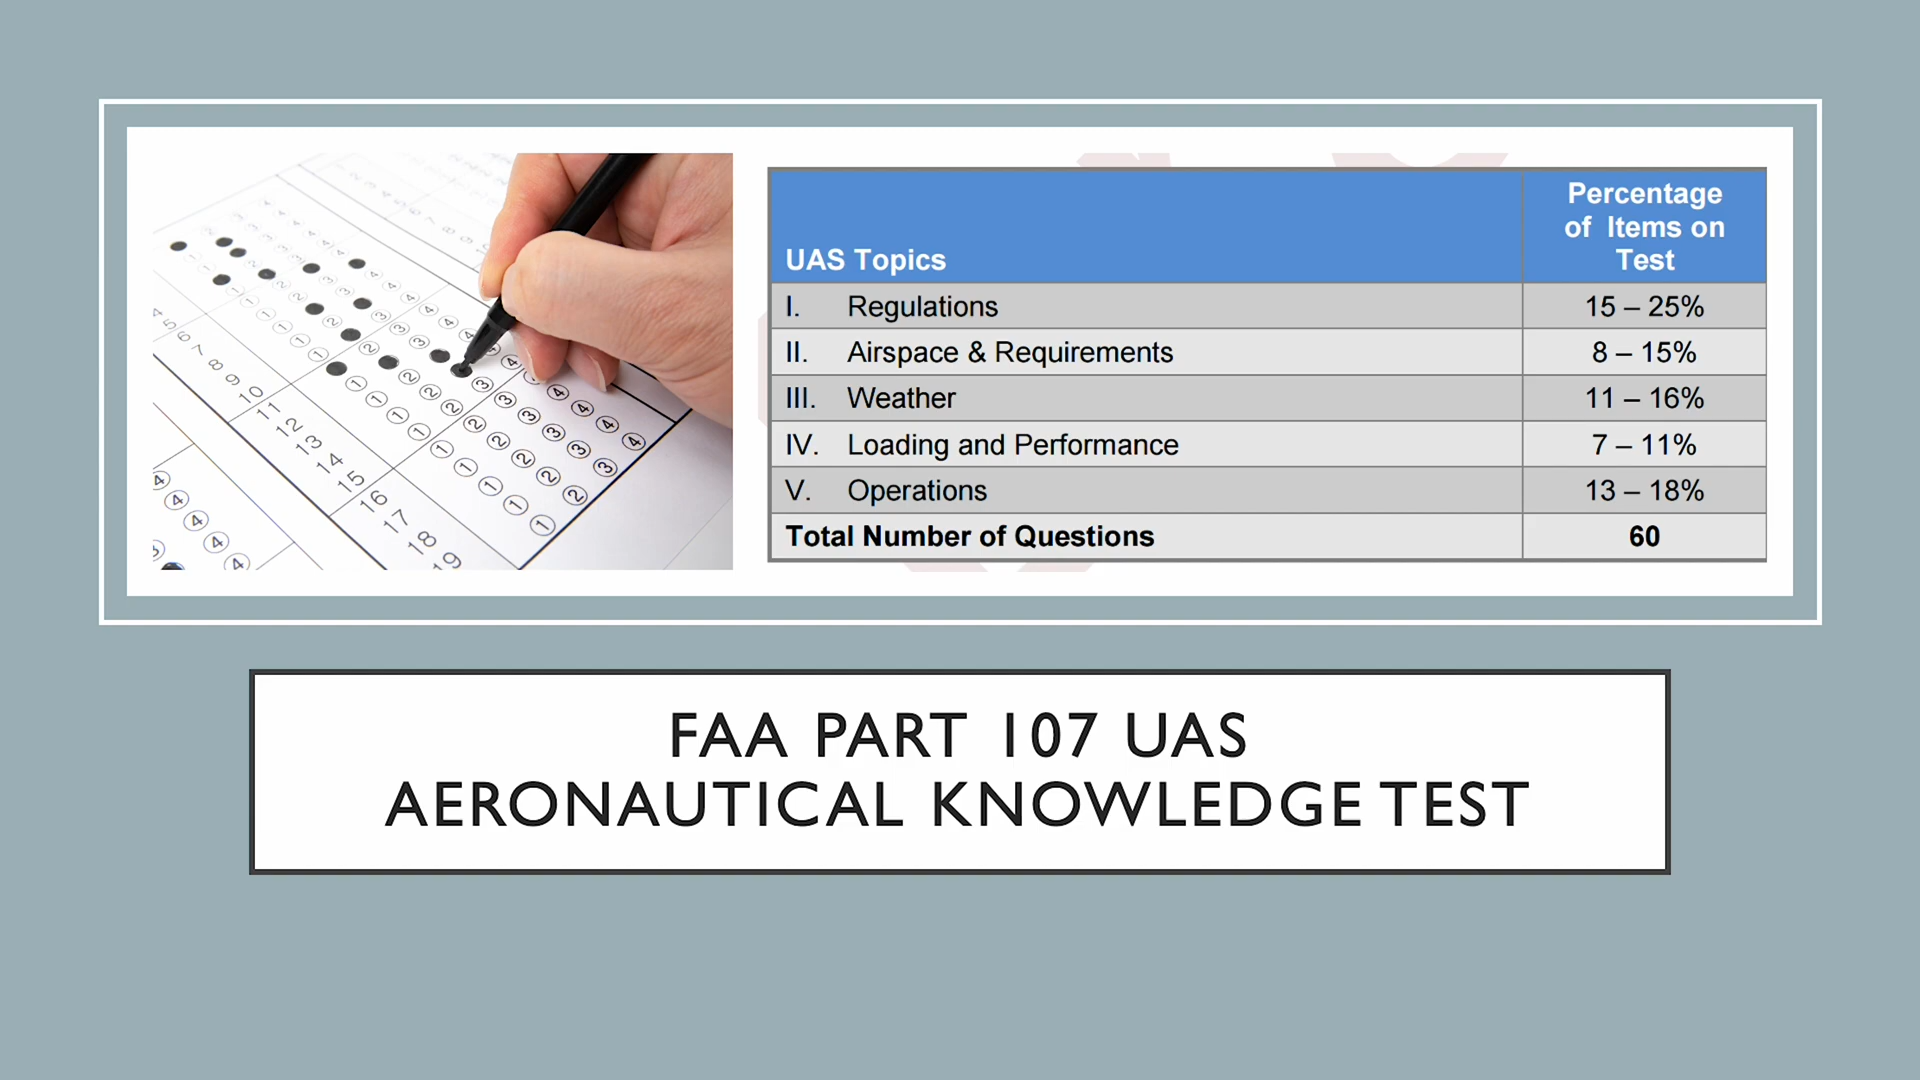 UAS Topics
Percentage
of Items on
Test
I. Regulations 15 – 25%
II. Airspace & Requirements 8 – 15%
III. Weather 11 – 16%
IV. Loading and Performance 7 – 11%
V. Operations 13 – 18%
Total Number of Questions 60
FAA PART 107 UAS
AERONAUTICAL KNOWLEDGE TEST